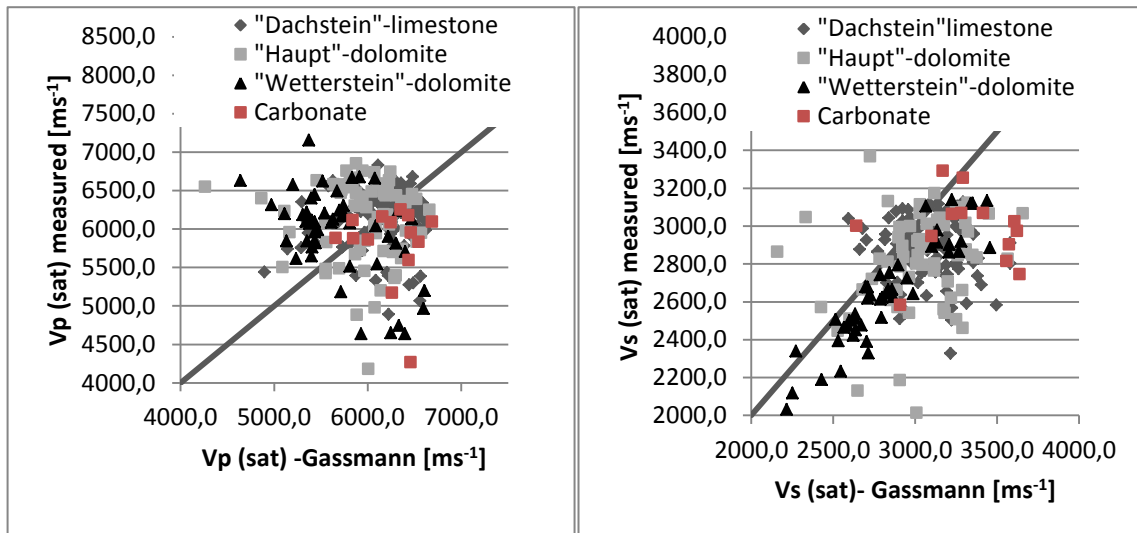 "Dachstein"-limestone
"Haupt"-dolomite
"Wetterstein"-dolomite
Carbonate
8500,0
8000,0
7500,0
7000,0
6500,0
6000,0
5500,0
5000,0
4500,0
4000,0
Vp (sat) measured [ms-1]
4000,0 5000,0 6000,0 7000,0
Vp (sat) -Gassmann [ms-1]
"Dachstein"limestone
"Haupt"-dolomite
"Wetterstein"-dolomite
Carbonate
4000,0
3800,0
3600,0
3400,0
3200,0
3000,0
2800,0
2600,0
2400,0
2200,0
2000,0
Vs (sat) measured [ms-1]
2000,0 2500,0 3000,0 3500,0 4000,0
Vs (sat)- Gassmann [ms-1]